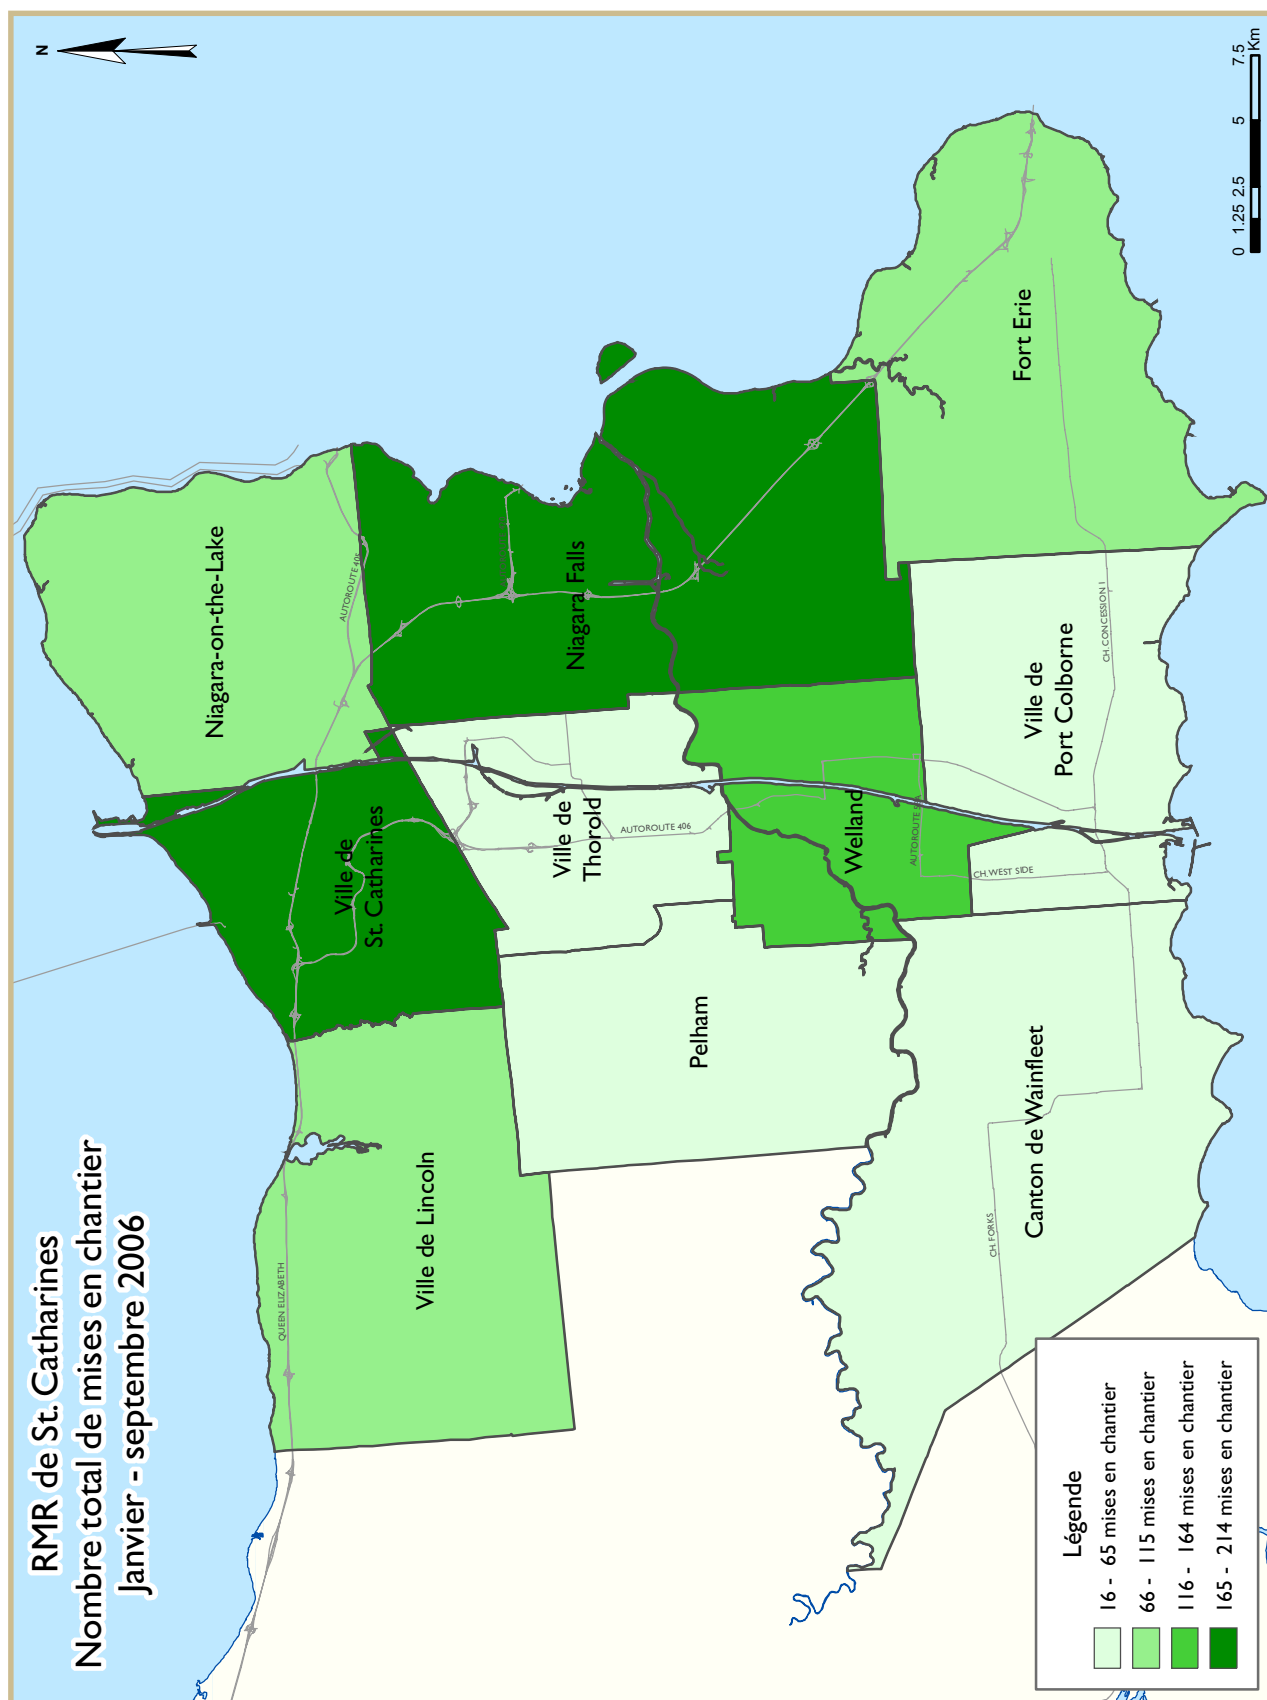 RMR de St. Catharines
Nombre total de mises en chantier
Janvier - septembre 2006
N
Niagara-on-the-Lake
AUTOROUTE 405
Ville de
St. Catharines
QUEEN ELIZABETH
Ville de Lincoln
Niagara Falls
Ville de
Thorold
AUTOROUTE 406
Pelham
Welland
Fort Erie
CH. WEST SIDE
CH. CONCESSION 1
Ville de
Port Colborne
Canton de Wainfleet
CH. FORKS
Légende
16 - 65 mises en chantier
66 - 115 mises en chantier
116 - 164 mises en chantier
165 - 214 mises en chantier
0 1.25 2.5 5 7.5
Km